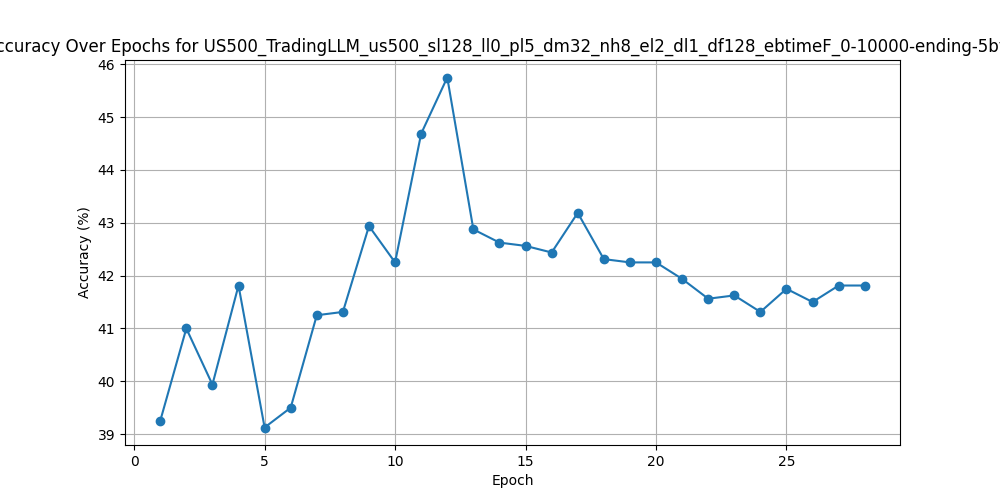 ccuracy Over Epochs for US500_TradingLLM_us500_sl128_ll0_pl5_dm32_nh8_el2_dl1_df128_ebtimeF_0-10000-ending-5b
46
45
44
43
42
41
40
39
Accuracy (%)
0 5 10 15 20 25
Epoch